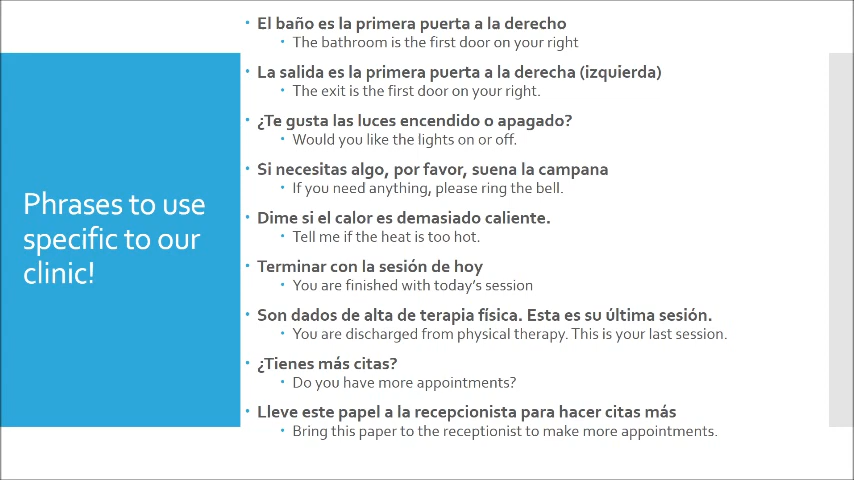 Phrases to use
specific to our
clinic!
El baño es la primera puerta a la derecho
The bathroom is the first door on your right
La salida es la primera puerta a la derecha (izquierda)
The exit is the first door on your right.
¿Te gusta las luces encendido o apagado?
Would you like the lights on or off.
Si necesitas algo, por favor, suena la campana
If you need anything, please ring the bell.
Dime si el calor es demasiado caliente.
Tell me if the heat is too hot.
Terminar con la sesión de hoy
You are finished with today's session
Son dados de alta de terapia física. Esta es su última sesión.
You are discharged from physical therapy. This is your last session.
¿Tienes más citas?
Do you have more appointments?
Lleve este papel a la recepcionista para hacer citas más
Bring this paper to the receptionist to make more appointments.